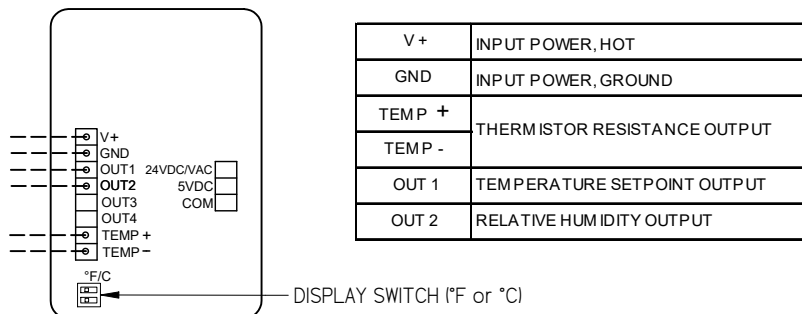 V+
GND
OUT1
OUT2
OUT3
OUT4
TEMP +
TEMP -
24VDC/VAC
5VDC
COM
°F/C
DISPLAY SWITCH (°F or °C)
V + INPUT POWER, HOT
GND INPUT POWER, GROUND
TEMP +
TEMP -
THERMISTOR RESISTANCE OUTPUT
OUT 1 TEMPERATURE SETPOINT OUTPUT
OUT 2 RELATIVE HUMIDITY OUTPUT